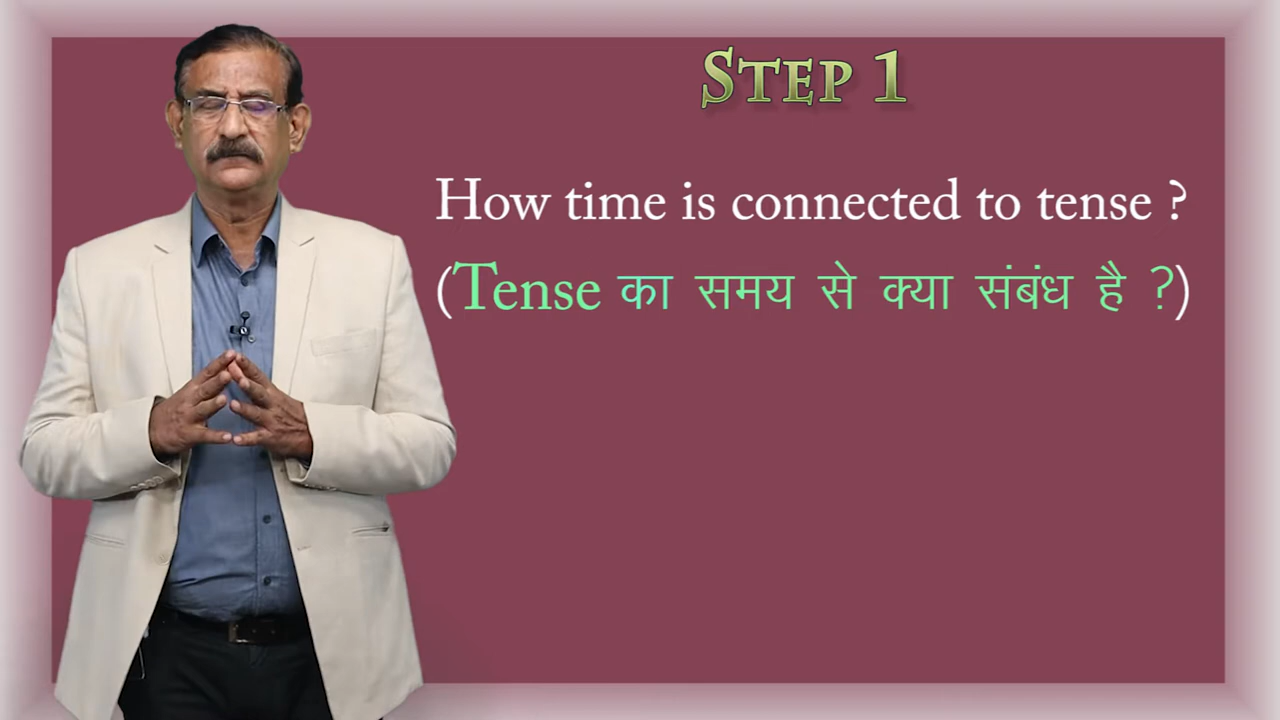 STEP 1
How time is connected to tense ?
(Tense का समय से क्या संबंध है ?)